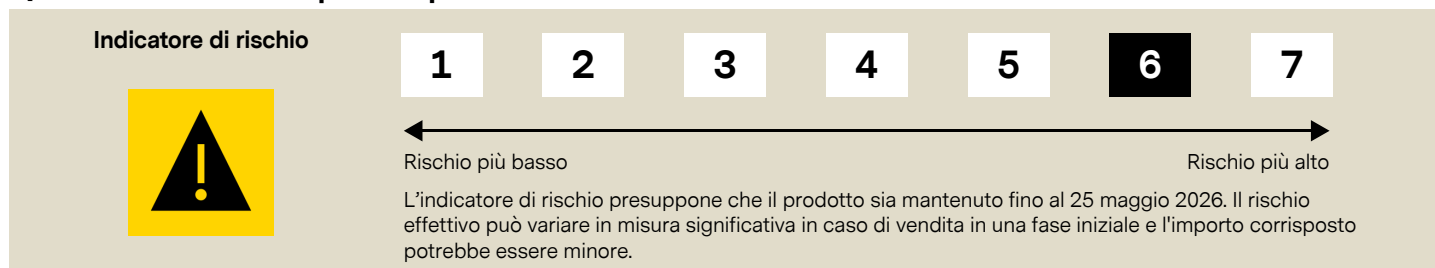 Indicatore di rischio
1 2 3 4 5 6 7
Rischio più basso Rischio più alto
L'indicatore di rischio presuppone che il prodotto sia mantenuto fino al 25 maggio 2026. Il rischio
effettivo può variare in misura significativa in caso di vendita in una fase iniziale e l'importo corrisposto
potrebbe essere minore.